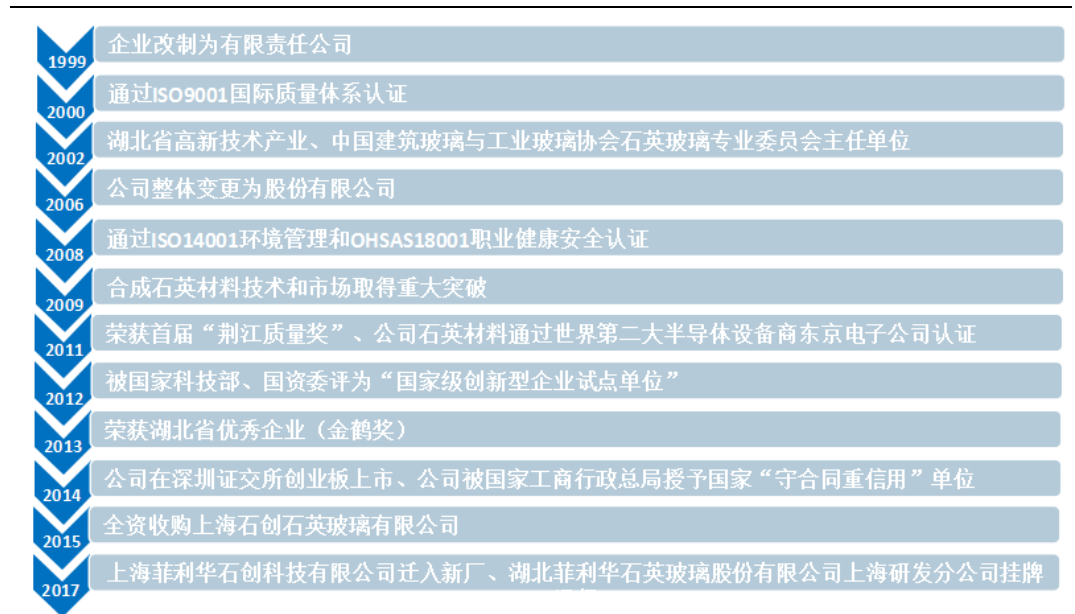 1999 企业改制为有限责任公司
2000 通过ISO9001国际质量体系认证
2002 湖北省高新技术产业、中国建筑玻璃与工业玻璃协会石英玻璃专业委员会主任单位
2006 公司整体变更为股份有限公司
2008 通过ISO14001环境管理和OHSAS18001职业健康安全认证
2009 合成石英材料技术和市场取得重大突破
2011 荣获首届“荆江质量奖”、公司石英材料通过世界第二大半导体设备商东京电子公司认证
2012 被国家科技部、国资委评为“国家级创新型企业试点单位”
2013 荣获湖北省优秀企业（金鹤奖）
2014 公司在深圳证交所创业板上市、公司被国家工商行政总局授予国家“守合同重信用”单位
2015 全资收购上海石创石英玻璃有限公司
2017 上海菲利华石创科技有限公司迁入新厂、湖北菲利华石英玻璃股份有限公司上海研发分公司挂牌